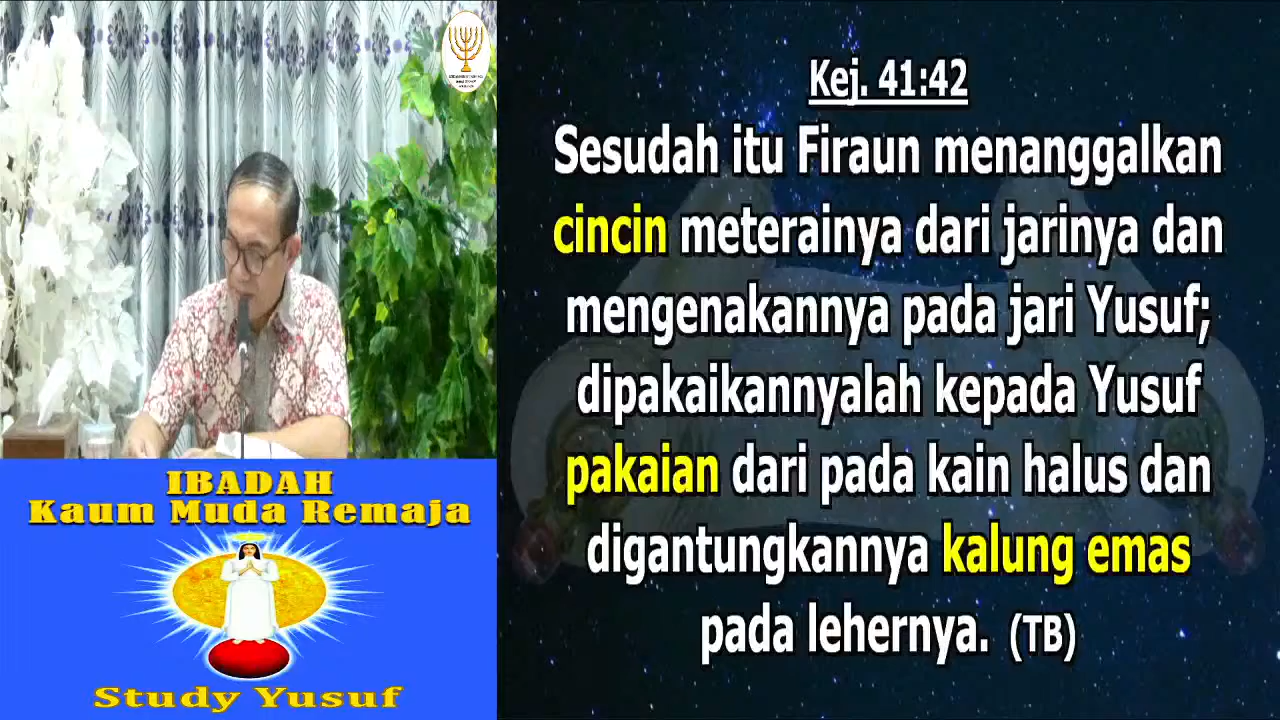 Kej. 41:42
Sesudah itu Firaun menanggalkan
cincin meterainya dari jarinya dan
mengenakannya pada jari Yusuf;
dipakaikannyalah kepada Yusuf
pakaian dari pada kain halus dan
digantungkannya kalung emas
pada lehernya. (TB)
IBADAH
Kaum Muda Remaja
Study Yusuf